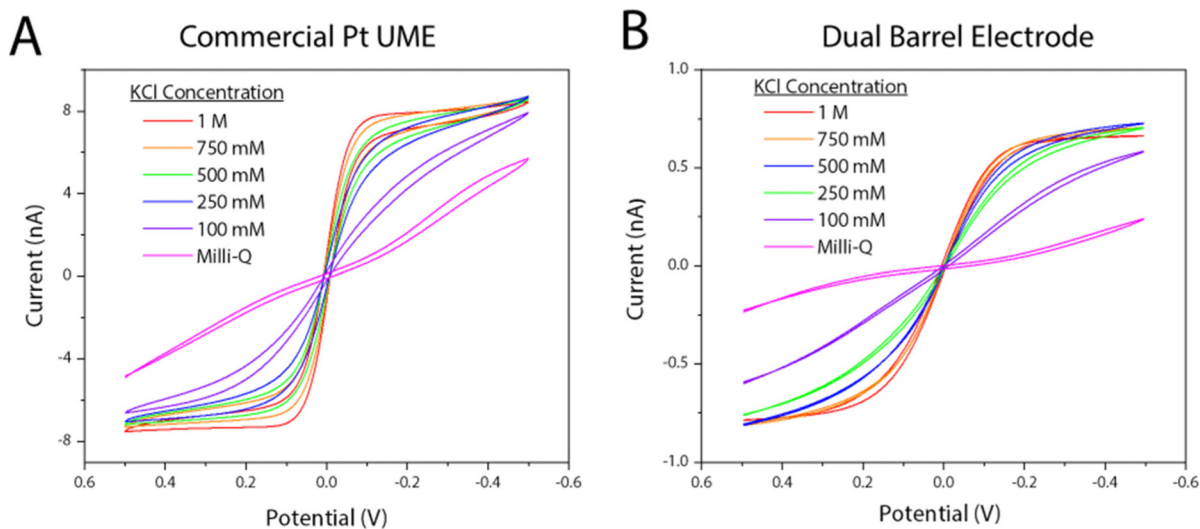 A
Commercial Pt UME
KCl Concentration
1 M
750 mM
500 mM
250 mM
100 mM
Milli-Q
Current (nA)
8
4
0
-4
-8
0.6
0.4
0.2
0.0
-0.2
-0.4
-0.6
Potential (V)
B
Dual Barrel Electrode
KCl Concentration
1 M
750 mM
500 mM
250 mM
100 mM
Milli-Q
Current (nA)
1.0
0.5
0.0
-0.5
-1.0
0.6
0.4
0.2
0.0
-0.2
-0.4
-0.6
Potential (V)